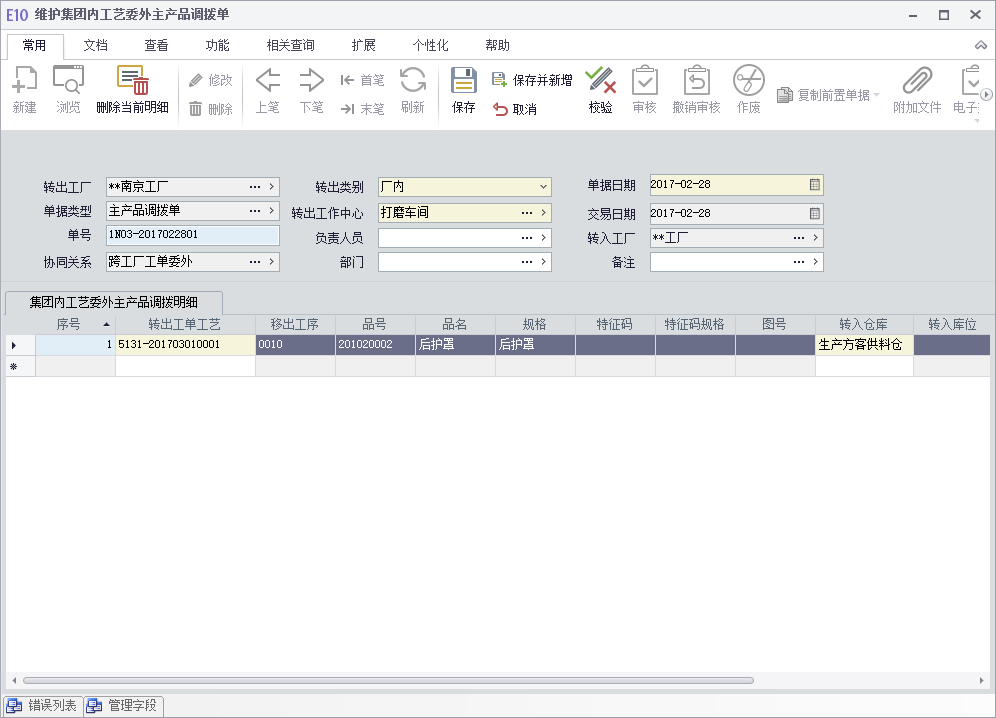 E10 维护集团内工艺委外主产品调拨单
常用 文档 查看 功能 相关查询 扩展 个性化 帮助
新建 浏览 删除当前明细 修改 删除 上笔 下笔 首笔 末笔 刷新 保存 保存并新增 取消 校验 审核 撤销审核 作废 复制前置单据 附加文件
转出工厂 **南京工厂 转出类别 厂内 单据日期 2017-02-28
单据类型 主产品调拨单 转出工作中心 打磨车间 交易日期 2017-02-28
单号 1N03-2017022801 负责人员 转入工厂 **工厂
协同关系 跨工厂工单委外 部门 备注
集团内工艺委外主产品调拨明细
序号 转出工单工艺 移出工序 品号 品名 规格 特征码 特征码规格 图号 转入仓库 转入库位
1 5131-201703010001 0010 201020002 后护罩 后护罩 生产方客供料仓
错误列表 管理字段